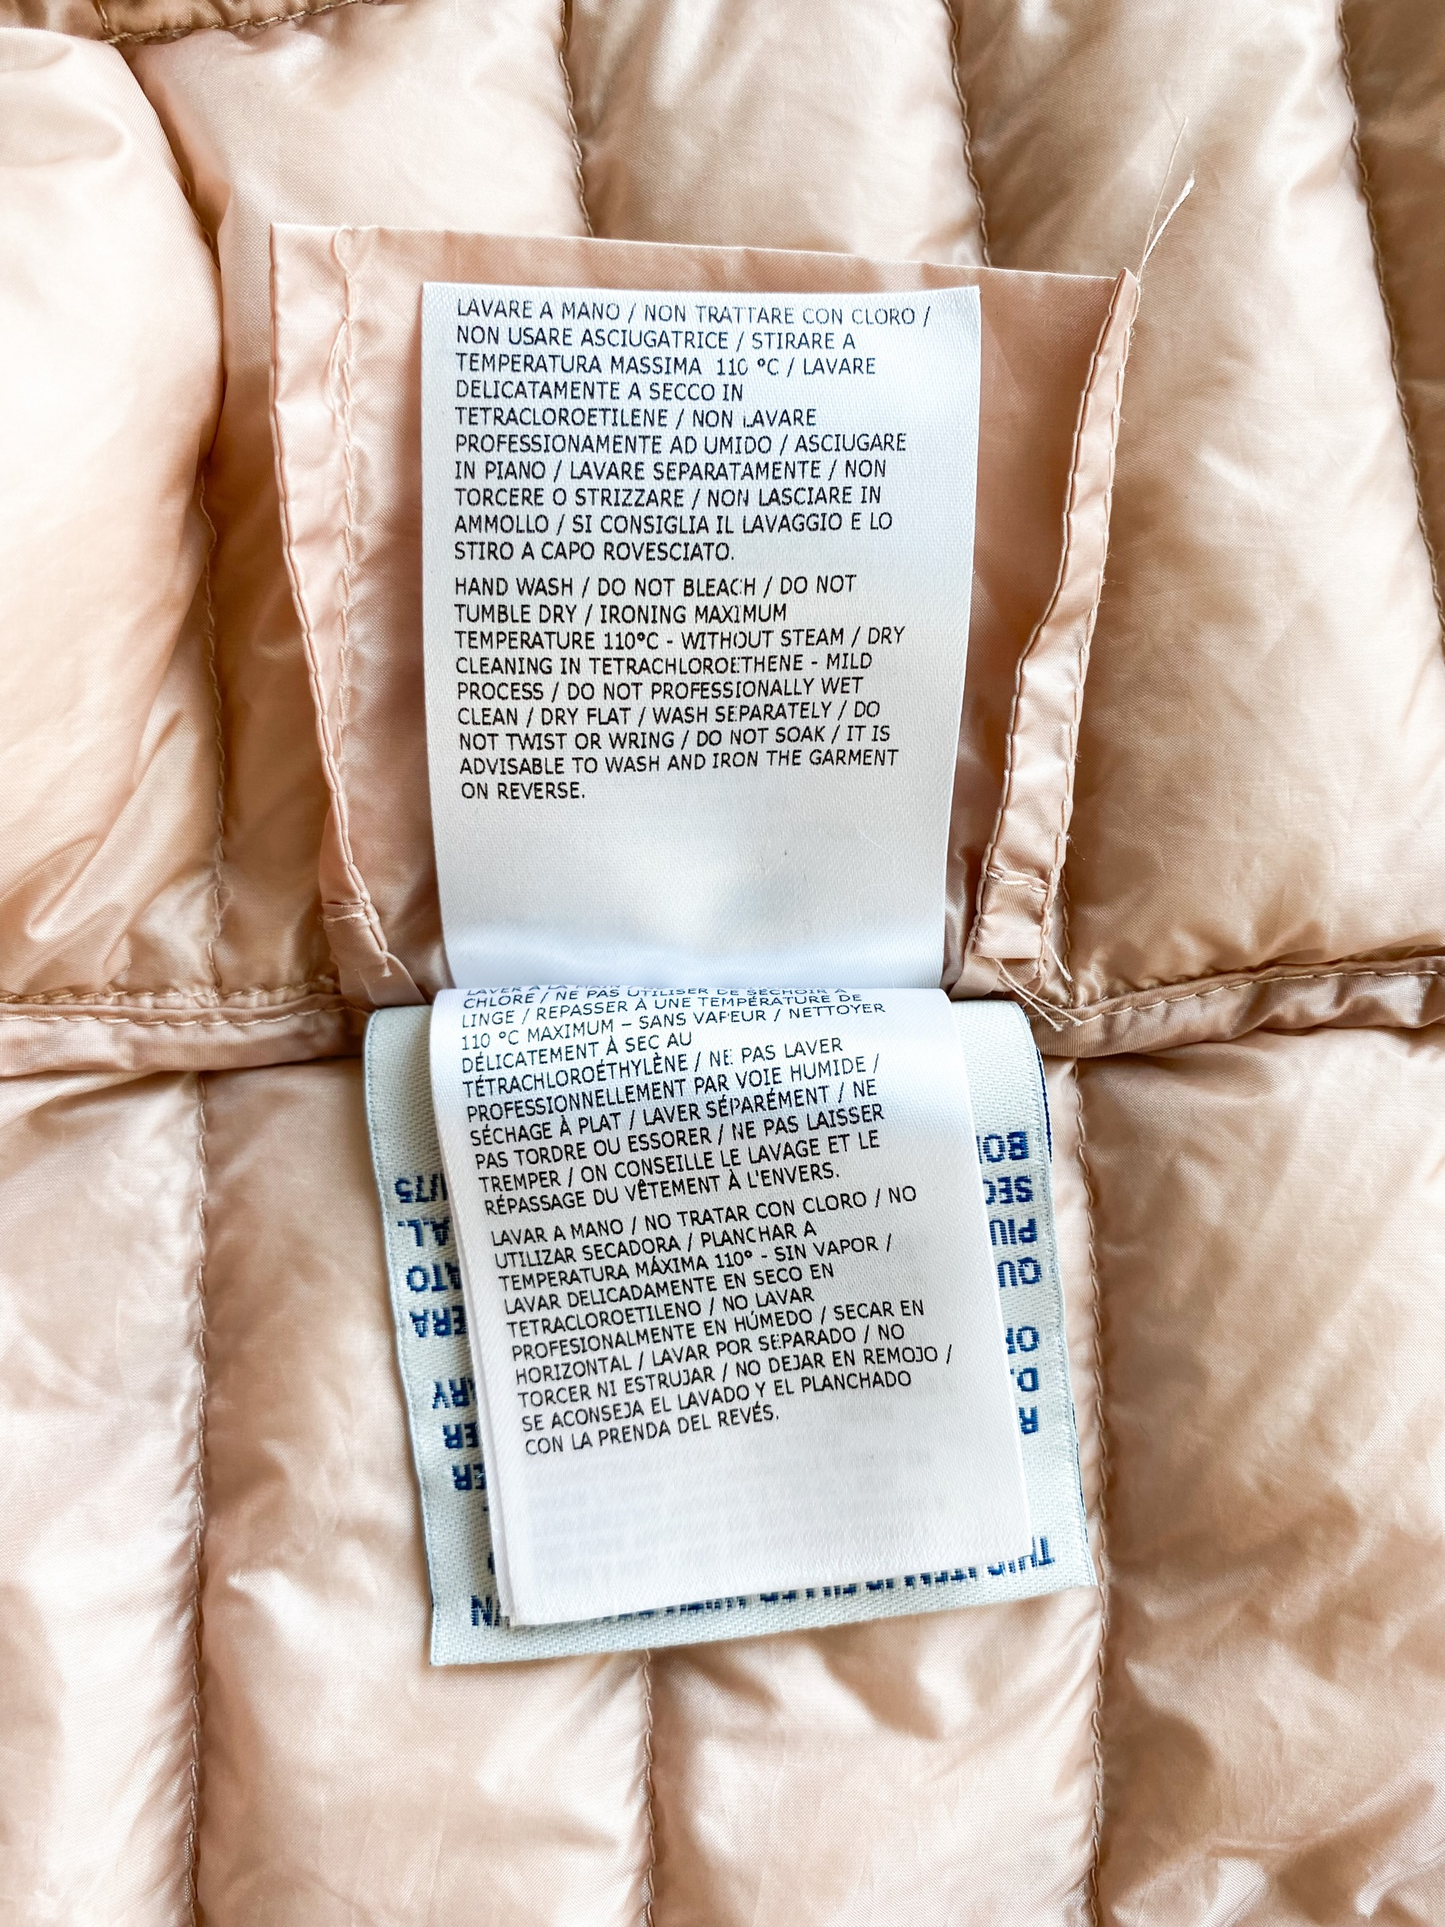 LAVARE A MANO / NON TRATTARE CON CLORO /
NON USARE ASCIUGATRICE / STIRARE A
TEMPERATURA MASSIMA 110 °C / LAVARE
DELICATAMENTE A SECCO IN
TETRACLOROETILENE / NON LAVARE
PROFESSIONAMENTE AD UMIDO / ASCIUGARE
IN PIANO / LAVARE SEPARATAMENTE / NON
TORCERE O STRIZZARE / NON LASCIARE IN
AMMOLLO / SI CONSIGLIA IL LAVAGGIO E LO
STIRO A CAPO ROVESCIATO.
HAND WASH / DO NOT BLEACH / DO NOT
TUMBLE DRY / IRONING MAXIMUM
TEMPERATURE 110°C - WITHOUT STEAM / DRY
CLEANING IN TETRACHLOROETHENE - MILD
PROCESS / DO NOT PROFESSIONALLY WET
CLEAN / DRY FLAT / WASH SEPARATELY / DO
NOT TWIST OR WRING / DO NOT SOAK / IT IS
ADVISABLE TO WASH AND IRON THE GARMENT
ON REVERSE.
LAVER A LA
CHLORE / NE PAS UTILISER DE SÉCHOIR À
LINGE / REPASSER À UNE TEMPÉRATURE DE
110 °C MAXIMUM – SANS VAPEUR / NETTOYER
DÉLICATEMENT À SEC AU
TÉTRACHLOROÉTHYLÈNE / NE PAS LAVER
PROFESSIONNELLEMENT PAR VOIE HUMIDE /
SÉCHAGE À PLAT / LAVER SÉPARÉMENT / NE
PAS TORDRE OU ESSORER / NE PAS LAISSER
TREMPER / ON CONSEILLE LE LAVAGE ET LE
RÉPASSAGE DU VÊTEMENT À L'ENVERS.
LAVAR A MANO / NO TRATAR CON CLORO / NO
UTILIZAR SECADORA / PLANCHAR A
TEMPERATURA MÁXIMA 110° - SIN VAPOR /
LAVAR DELICADAMENTE EN SECO EN
TETRACLOROETILENO / NO LAVAR
PROFESIONALMENTE EN HÚMEDO / SECAR EN
HORIZONTAL / LAVAR POR SEPARADO / NO
TORCER NI ESTRUJAR / NO DEJAR EN REMOJO /
SE ACONSEJA EL LAVADO Y EL PLANCHADO
CON LA PRENDA DEL REVÉS.